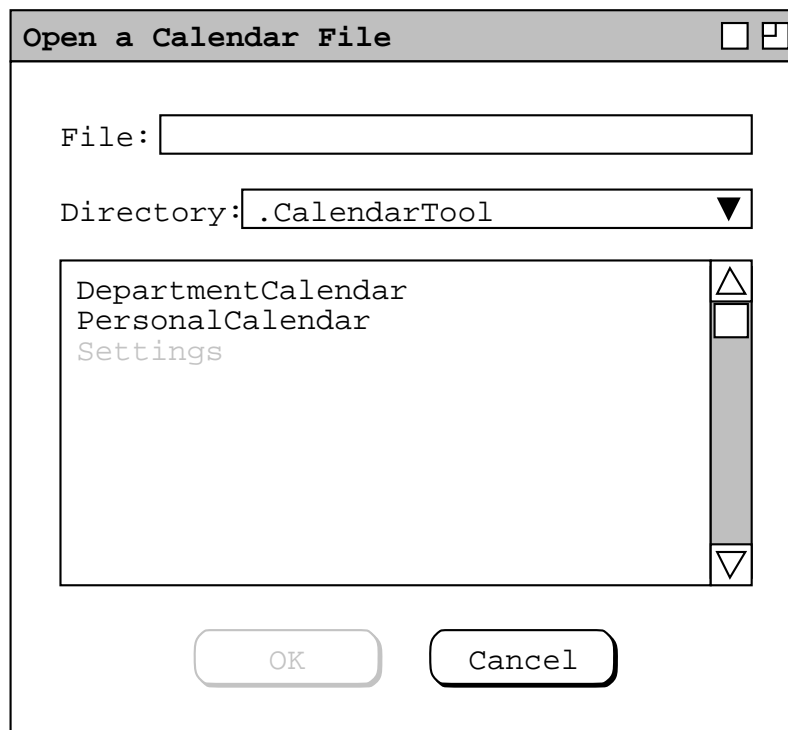 Open a Calendar File
File:
Directory: .CalendarTool
DepartmentCalendar
PersonalCalendar
Settings
OK Cancel